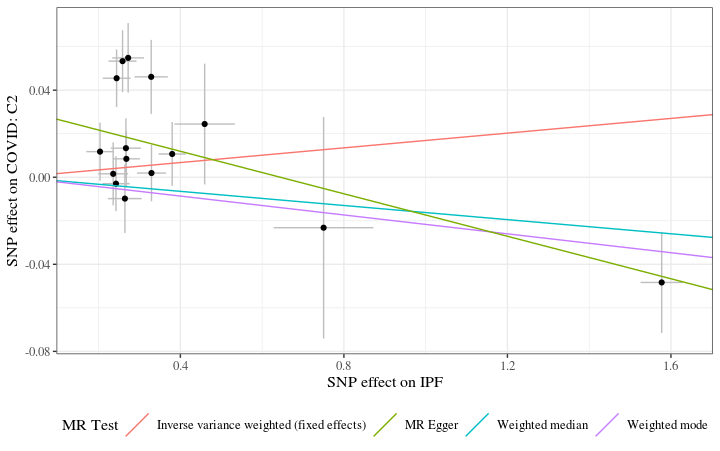 SNP effect on COVID: C2
0.04
0.00
-0.04
-0.08
0.4
0.8
1.2
1.6
SNP effect on IPF
MR Test
Inverse variance weighted (fixed effects)
MR Egger
Weighted median
Weighted mode